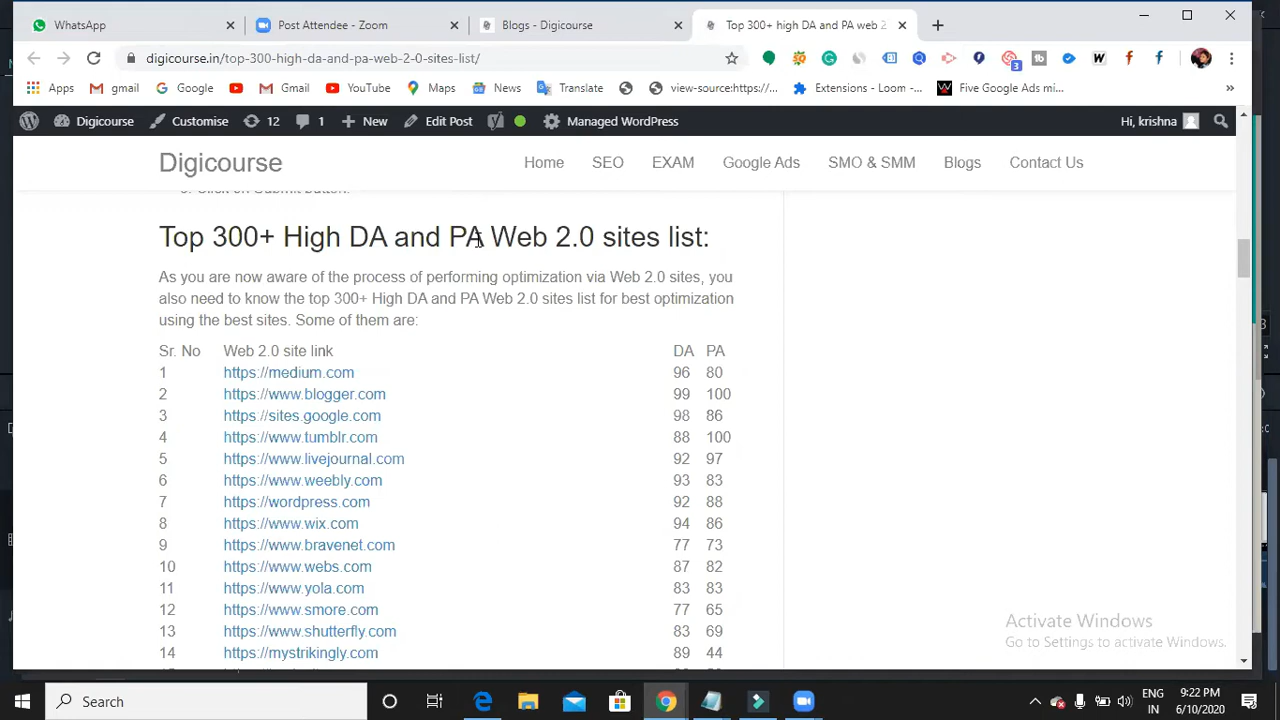 WhatsApp
Post Attendee - Zoom
Blogs - Digicourse
Top 300+ high DA and PA web 2
digicourse.in/top-300-high-da-and-pa-web-2-0-sites-list/
3
Apps
gmail
Google
Gmail
YouTube
Maps
News
Translate
view-source:https://...
Extensions - Loom -...
Five Google Ads mi...
Digicourse
Customise
12
1
New
Edit Post
Managed WordPress
Hi, krishna
Digicourse
Home
SEO
EXAM
Google Ads
SMO & SMM
Blogs
Contact Us
Top 300+ High DA and PA Web 2.0 sites list:
As you are now aware of the process of performing optimization via Web 2.0 sites, you
also need to know the top 300+ High DA and PA Web 2.0 sites list for best optimization
using the best sites. Some of them are:
Sr. No Web 2.0 site link DA PA
1 https://medium.com 96 80
2 https://www.blogger.com 99 100
3 https://sites.google.com 98 86
4 https://www.tumblr.com 88 100
5 https://www.livejournal.com 92 97
6 https://www.weebly.com 93 83
7 https://wordpress.com 92 88
8 https://www.wix.com 94 86
9 https://www.bravenet.com 77 73
10 https://www.webs.com 87 82
11 https://www.yola.com 83 83
12 https://www.smore.com 77 65
13 https://www.shutterfly.com 83 69
14 https://mystrikingly.com 89 44
Activate Windows
Go to Settings to activate Windows.
Search
ENG
IN
9:22 PM
6/10/2020